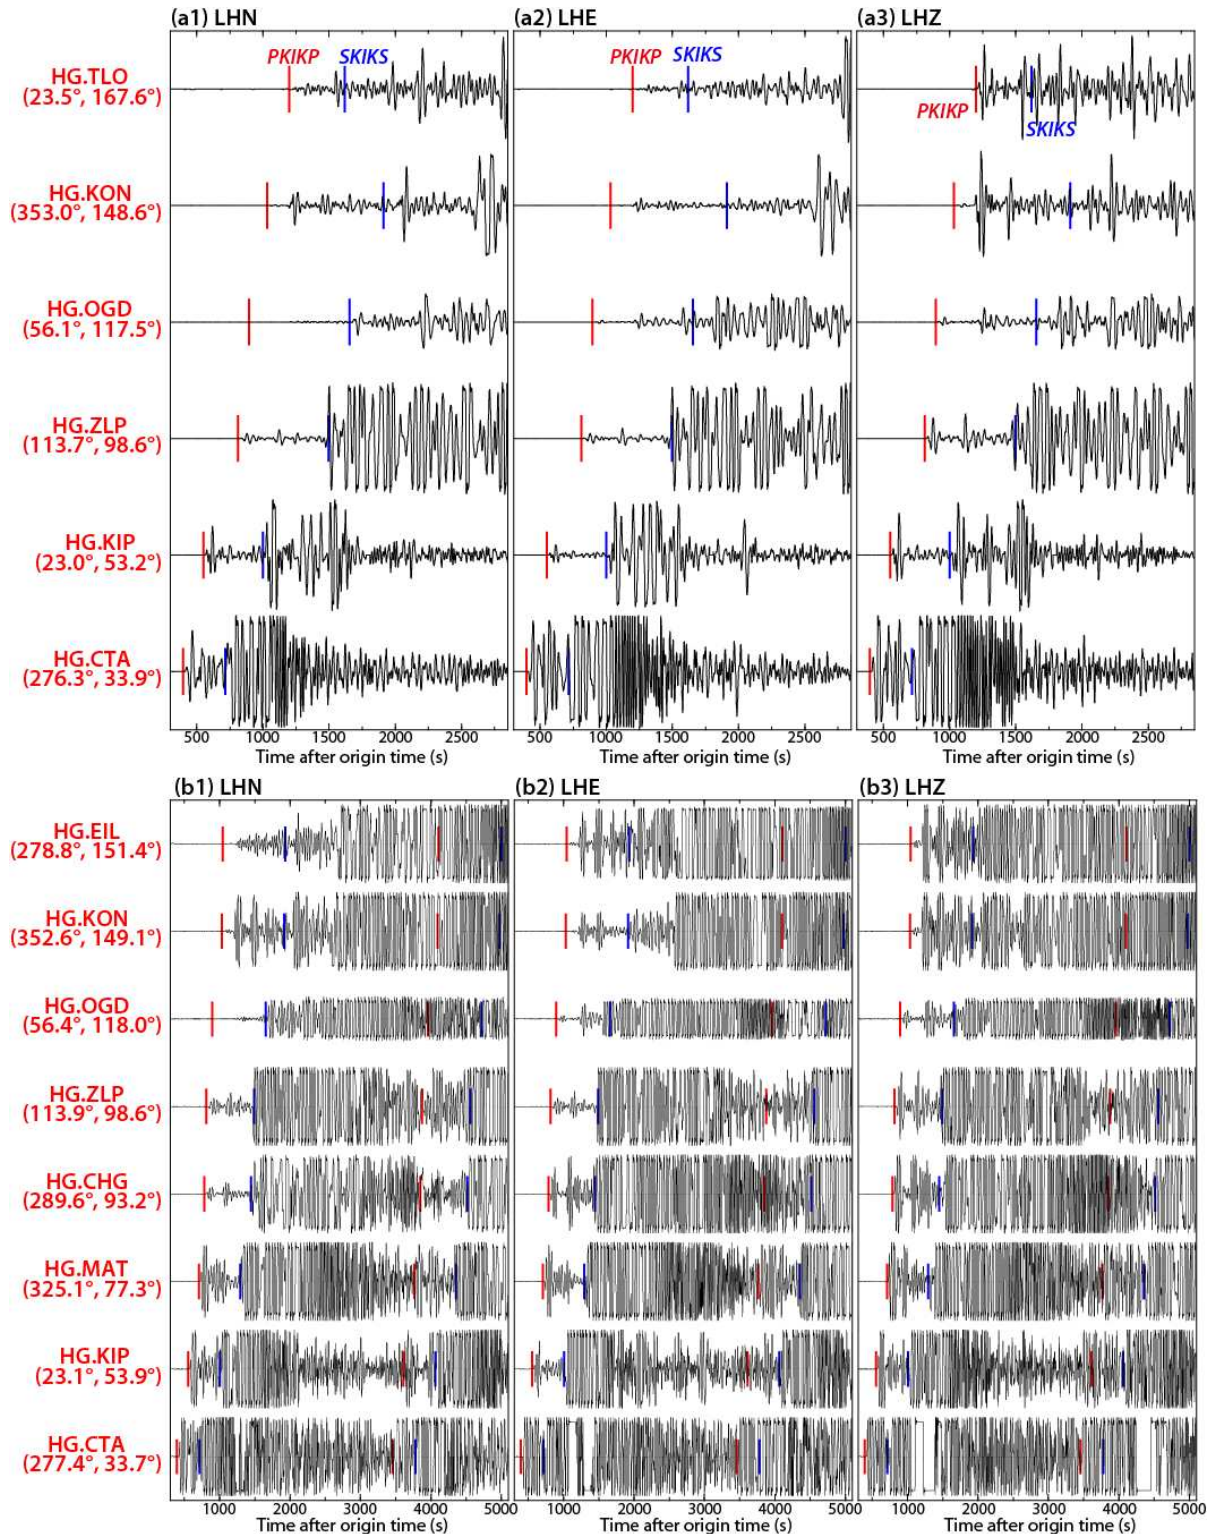 (a1) LHN
(a2) LHE
(a3) LHZ
PKIKP SKIKS
PKIKP SKIKS
PKIKP
SKIKS
HG.TLO
(23.5°, 167.6°)
HG.KON
(353.0°, 148.6°)
HG.OGD
(56.1°, 117.5°)
HG.ZLP
(113.7°, 98.6°)
HG.KIP
(23.0°, 53.2°)
HG.CTA
(276.3°, 33.9°)
500 1000 1500 2000 2500
500 1000 1500 2000 2500
500 1000 1500 2000 2500
Time after origin time (s)
Time after origin time (s)
Time after origin time (s)
(b1) LHN
(b2) LHE
(b3) LHZ
HG.EIL
(278.8°, 151.4°)
HG.KON
(352.6°, 149.1°)
HG.OGD
(56.4°, 118.0°)
HG.ZLP
(113.9°, 98.6°)
HG.CHG
(289.6°, 93.2°)
HG.MAT
(325.1°, 77.3°)
HG.KIP
(23.1°, 53.9°)
HG.CTA
(277.4°, 33.7°)
1000 2000 3000 4000 5000
1000 2000 3000 4000 5000
1000 2000 3000 4000 5000
Time after origin time (s)
Time after origin time (s)
Time after origin time (s)